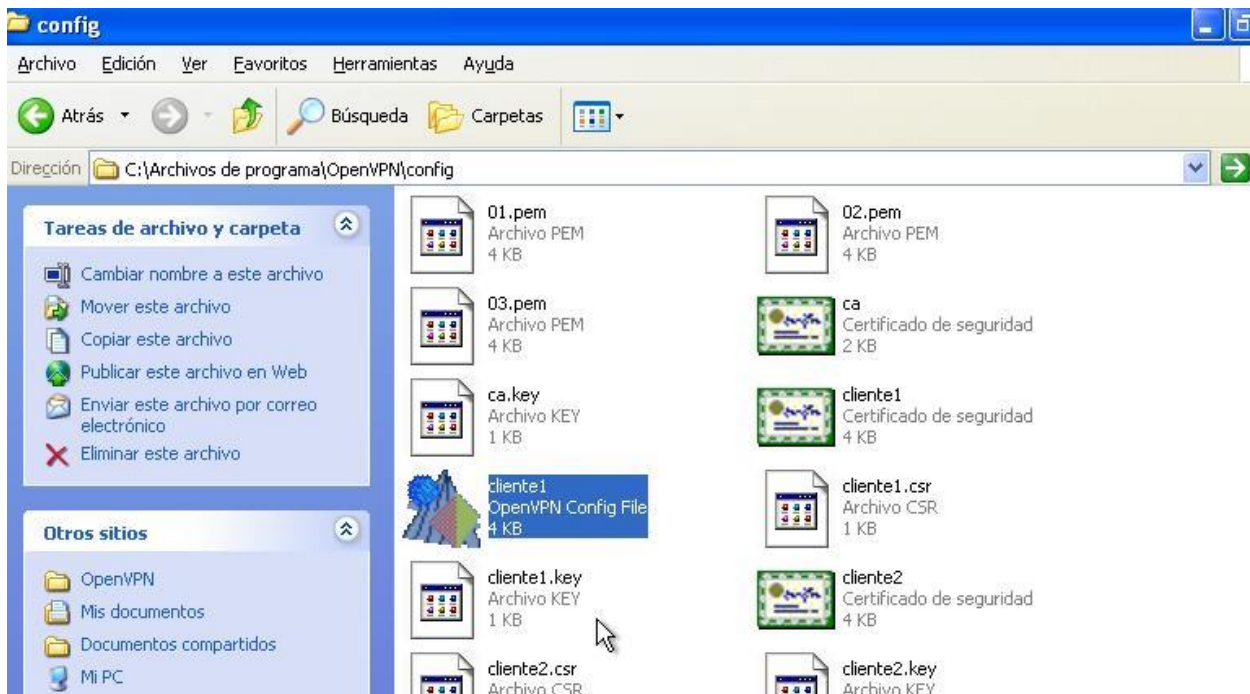 config
Archivo Edición Ver Favoritos Herramientas Ayuda
Atrás Búsqueda Carpetas
Dirección C:\Archivos de programa\OpenVPN\config
Tareas de archivo y carpeta
Cambiar nombre a este archivo
Mover este archivo
Copiar este archivo
Publicar este archivo en Web
Enviar este archivo por correo
electrónico
Eliminar este archivo
Otros sitios
OpenVPN
Mis documentos
Documentos compartidos
Mi PC
01.pem
Archivo PEM
4 KB
02.pem
Archivo PEM
4 KB
03.pem
Archivo PEM
4 KB
ca
Certificado de seguridad
2 KB
ca.key
Archivo KEY
1 KB
cliente1
Certificado de seguridad
4 KB
cliente1
OpenVPN Config File
4 KB
cliente1.csr
Archivo CSR
1 KB
cliente1.key
Archivo KEY
1 KB
cliente2
Certificado de seguridad
4 KB
cliente2.csr
Archivo CSR
cliente2.key
Archivo KEY